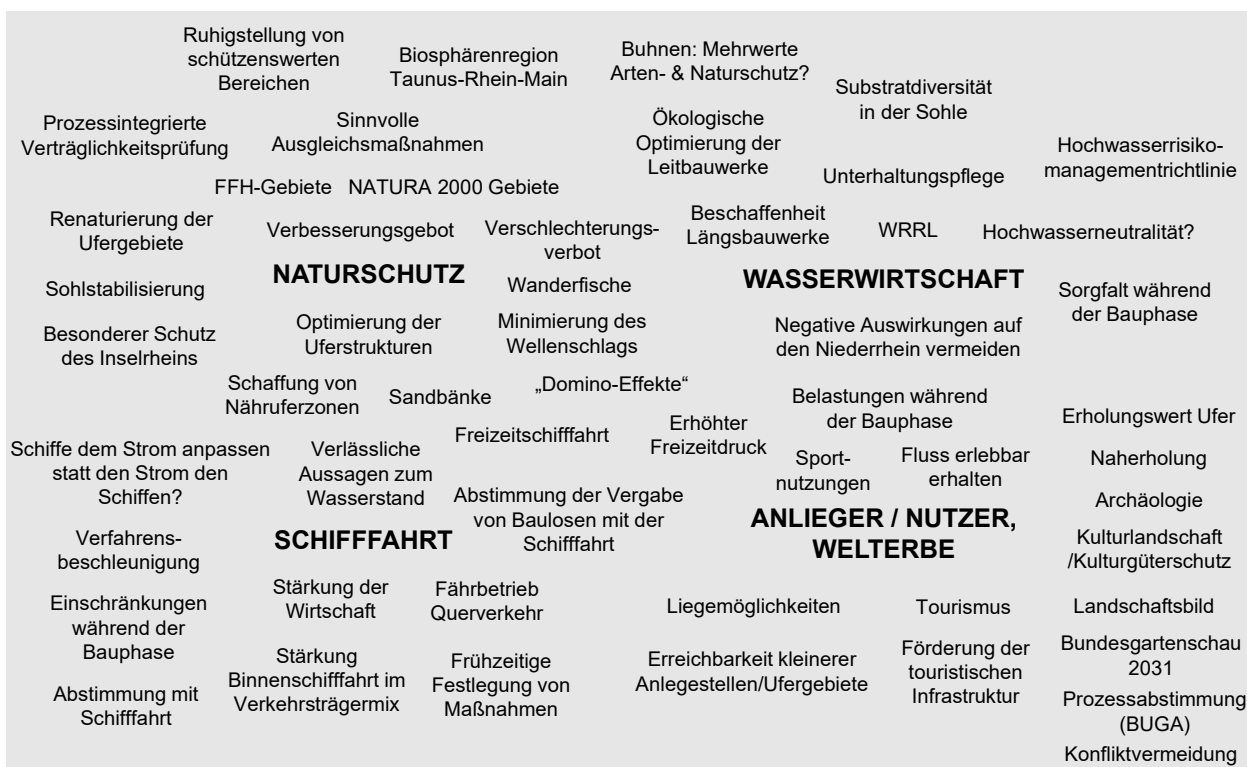 Ruhigstellung von
schützenswerten
Bereichen
Biosphärenregion
Taunus-Rhein-Main
Buhnen: Mehrwerte
Arten- & Naturschutz?
Substratdiversität
in der Sohle
Prozessintegrierte
Verträglichkeitsprüfung
Sinnvolle
Ausgleichsmaßnahmen
Ökologische
Optimierung der
Leitbauwerke
Hochwasserrisiko-
managementrichtlinie
FFH-Gebiete
NATURA 2000 Gebiete
Unterhaltungspflege
Renaturierung der
Ufergebiete
Verbesserungsgebot
Verschlechterungs-
verbot
Beschaffenheit
Längsbauwerke
WRRL
Hochwasserneutralität?
NATURSCHUTZ
Wanderfische
WASSERWIRTSCHAFT
Sohlstabilisierung
Sorgfalt während
der Bauphase
Besonderer Schutz
des Inselrheins
Optimierung der
Uferstrukturen
Minimierung des
Wellenschlags
Negative Auswirkungen auf
den Niederrhein vermeiden
Schaffung von
Nähruferzonen
Sandbänke
„Domino-Effekte“
Belastungen während
der Bauphase
Erholungswert Ufer
Freizeitschifffahrt
Erhöhter
Freizeitdruck
Schiffe dem Strom anpassen
statt den Strom den
Schiffen?
Verlässliche
Aussagen zum
Wasserstand
Sport-
nutzungen
Fluss erlebbar
erhalten
Naherholung
Abstimmung der Vergabe
von Baulosen mit der
Schifffahrt
Archäologie
SCHIFFFAHRT
ANLIEGER / NUTZER,
WELTERBE
Verfahrens-
beschleunigung
Kulturlandschaft
/Kulturgüterschutz
Stärkung der
Wirtschaft
Fährbetrieb
Querverkehr
Einschränkungen
während der
Bauphase
Liegemöglichkeiten
Tourismus
Landschaftsbild
Stärkung
Binnenschifffahrt im
Verkehrsträgermix
Frühzeitige
Festlegung von
Maßnahmen
Erreichbarkeit kleinerer
Anlegestellen/Ufergebiete
Förderung der
touristischen
Infrastruktur
Bundesgartenschau
2031
Abstimmung mit
Schifffahrt
Prozessabstimmung
(BUGA)
Konfliktvermeidung